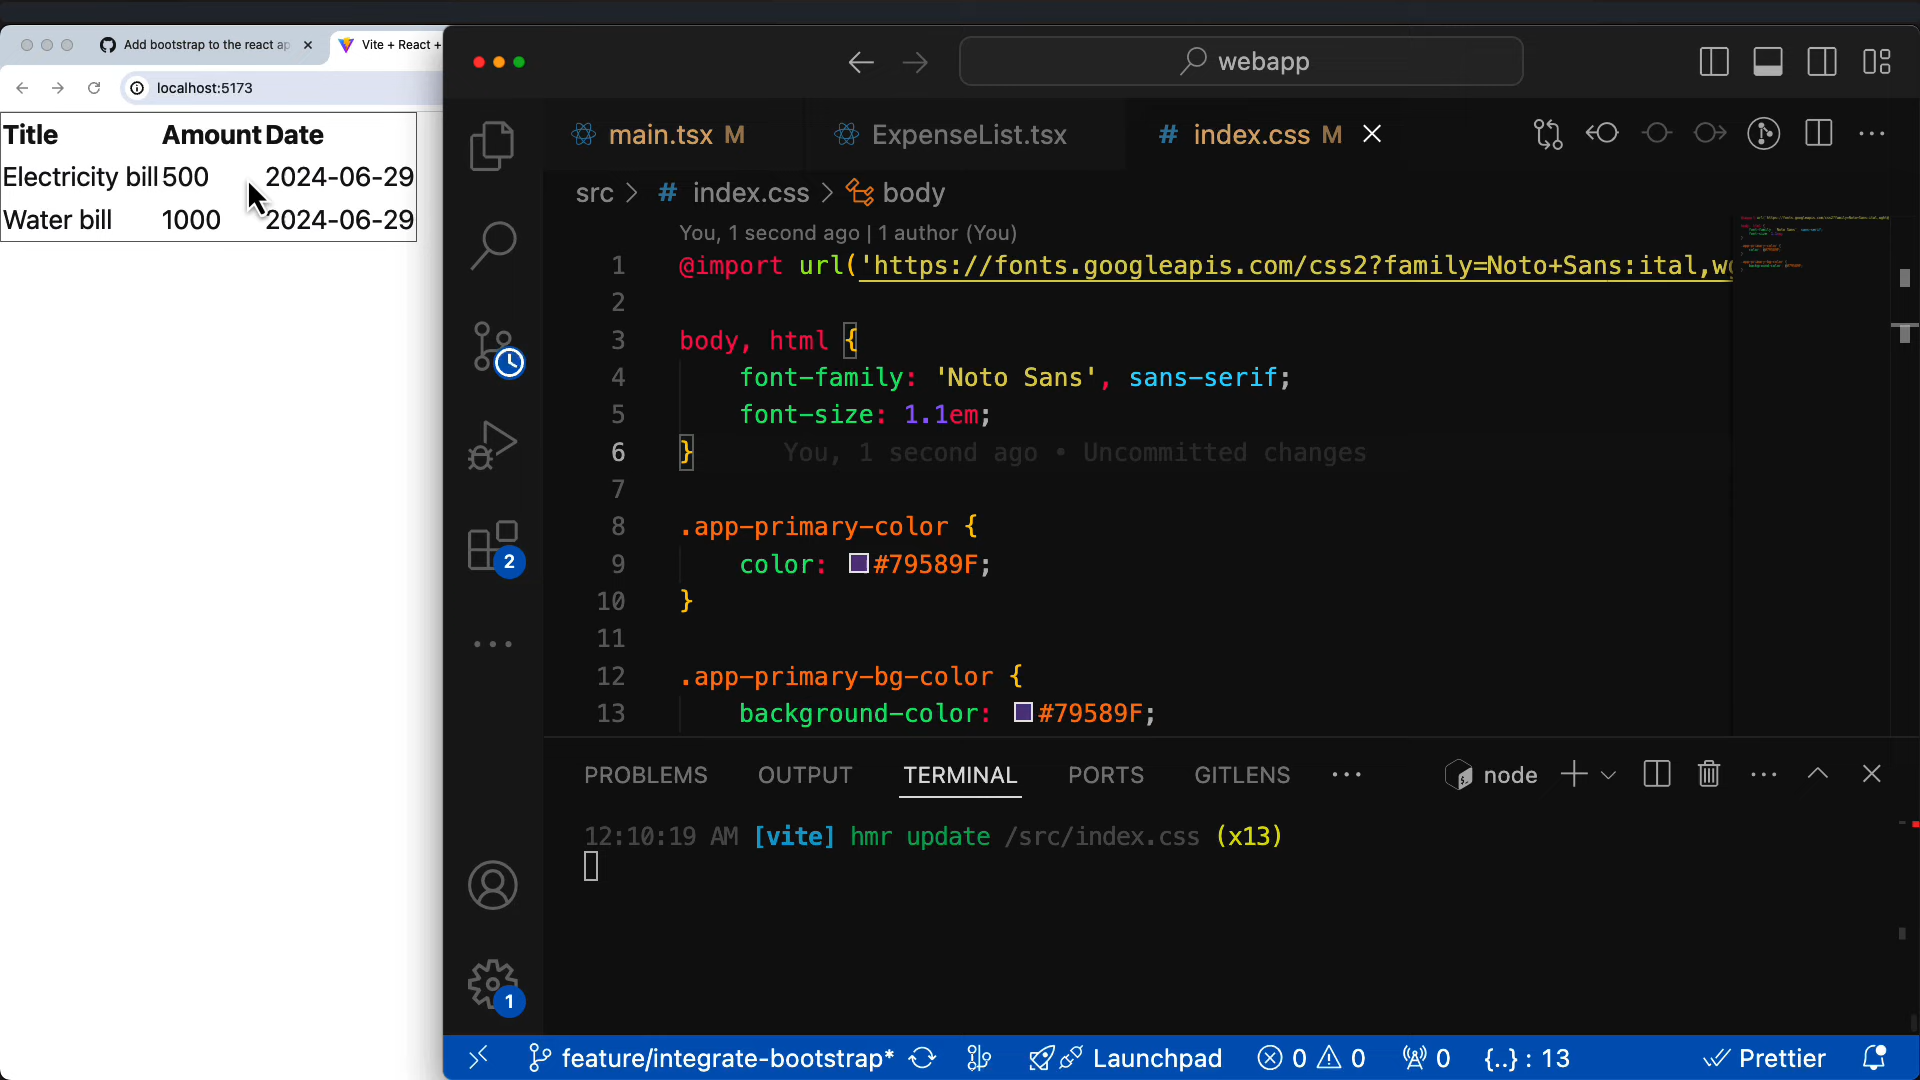 Add bootstrap to the react ap
Vite + React +
localhost:5173
Title Amount Date
Electricity bill 500 2024-06-29
Water bill 1000 2024-06-29
webapp
main.tsx M
ExpenseList.tsx
# index.css M
src > # index.css > body
You, 1 second ago | 1 author (You)
1 @import url('https://fonts.googleapis.com/css2?family=Noto+Sans:ital,wg
2
3 body, html {
4 font-family: 'Noto Sans', sans-serif;
5 font-size: 1.1em;
6 } You, 1 second ago • Uncommitted changes
7
8 .app-primary-color {
9 color: #79589F;
10 }
11
12 .app-primary-bg-color {
13 background-color: #79589F;
2
1
PROBLEMS OUTPUT TERMINAL PORTS GITLENS
node
12:10:19 AM [vite] hmr update /src/index.css (x13)
feature/integrate-bootstrap* Launchpad 0 0 0 {..} : 13 Prettier